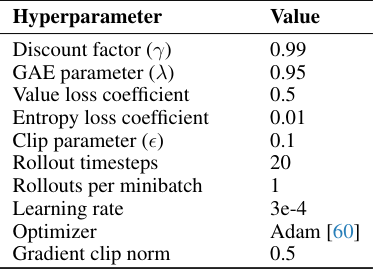 Hyperparameter Value
Discount factor (γ) 0.99
GAE parameter (λ) 0.95
Value loss coefficient 0.5
Entropy loss coefficient 0.01
Clip parameter (ϵ) 0.1
Rollout timesteps 20
Rollouts per minibatch 1
Learning rate 3e-4
Optimizer Adam [60]
Gradient clip norm 0.5